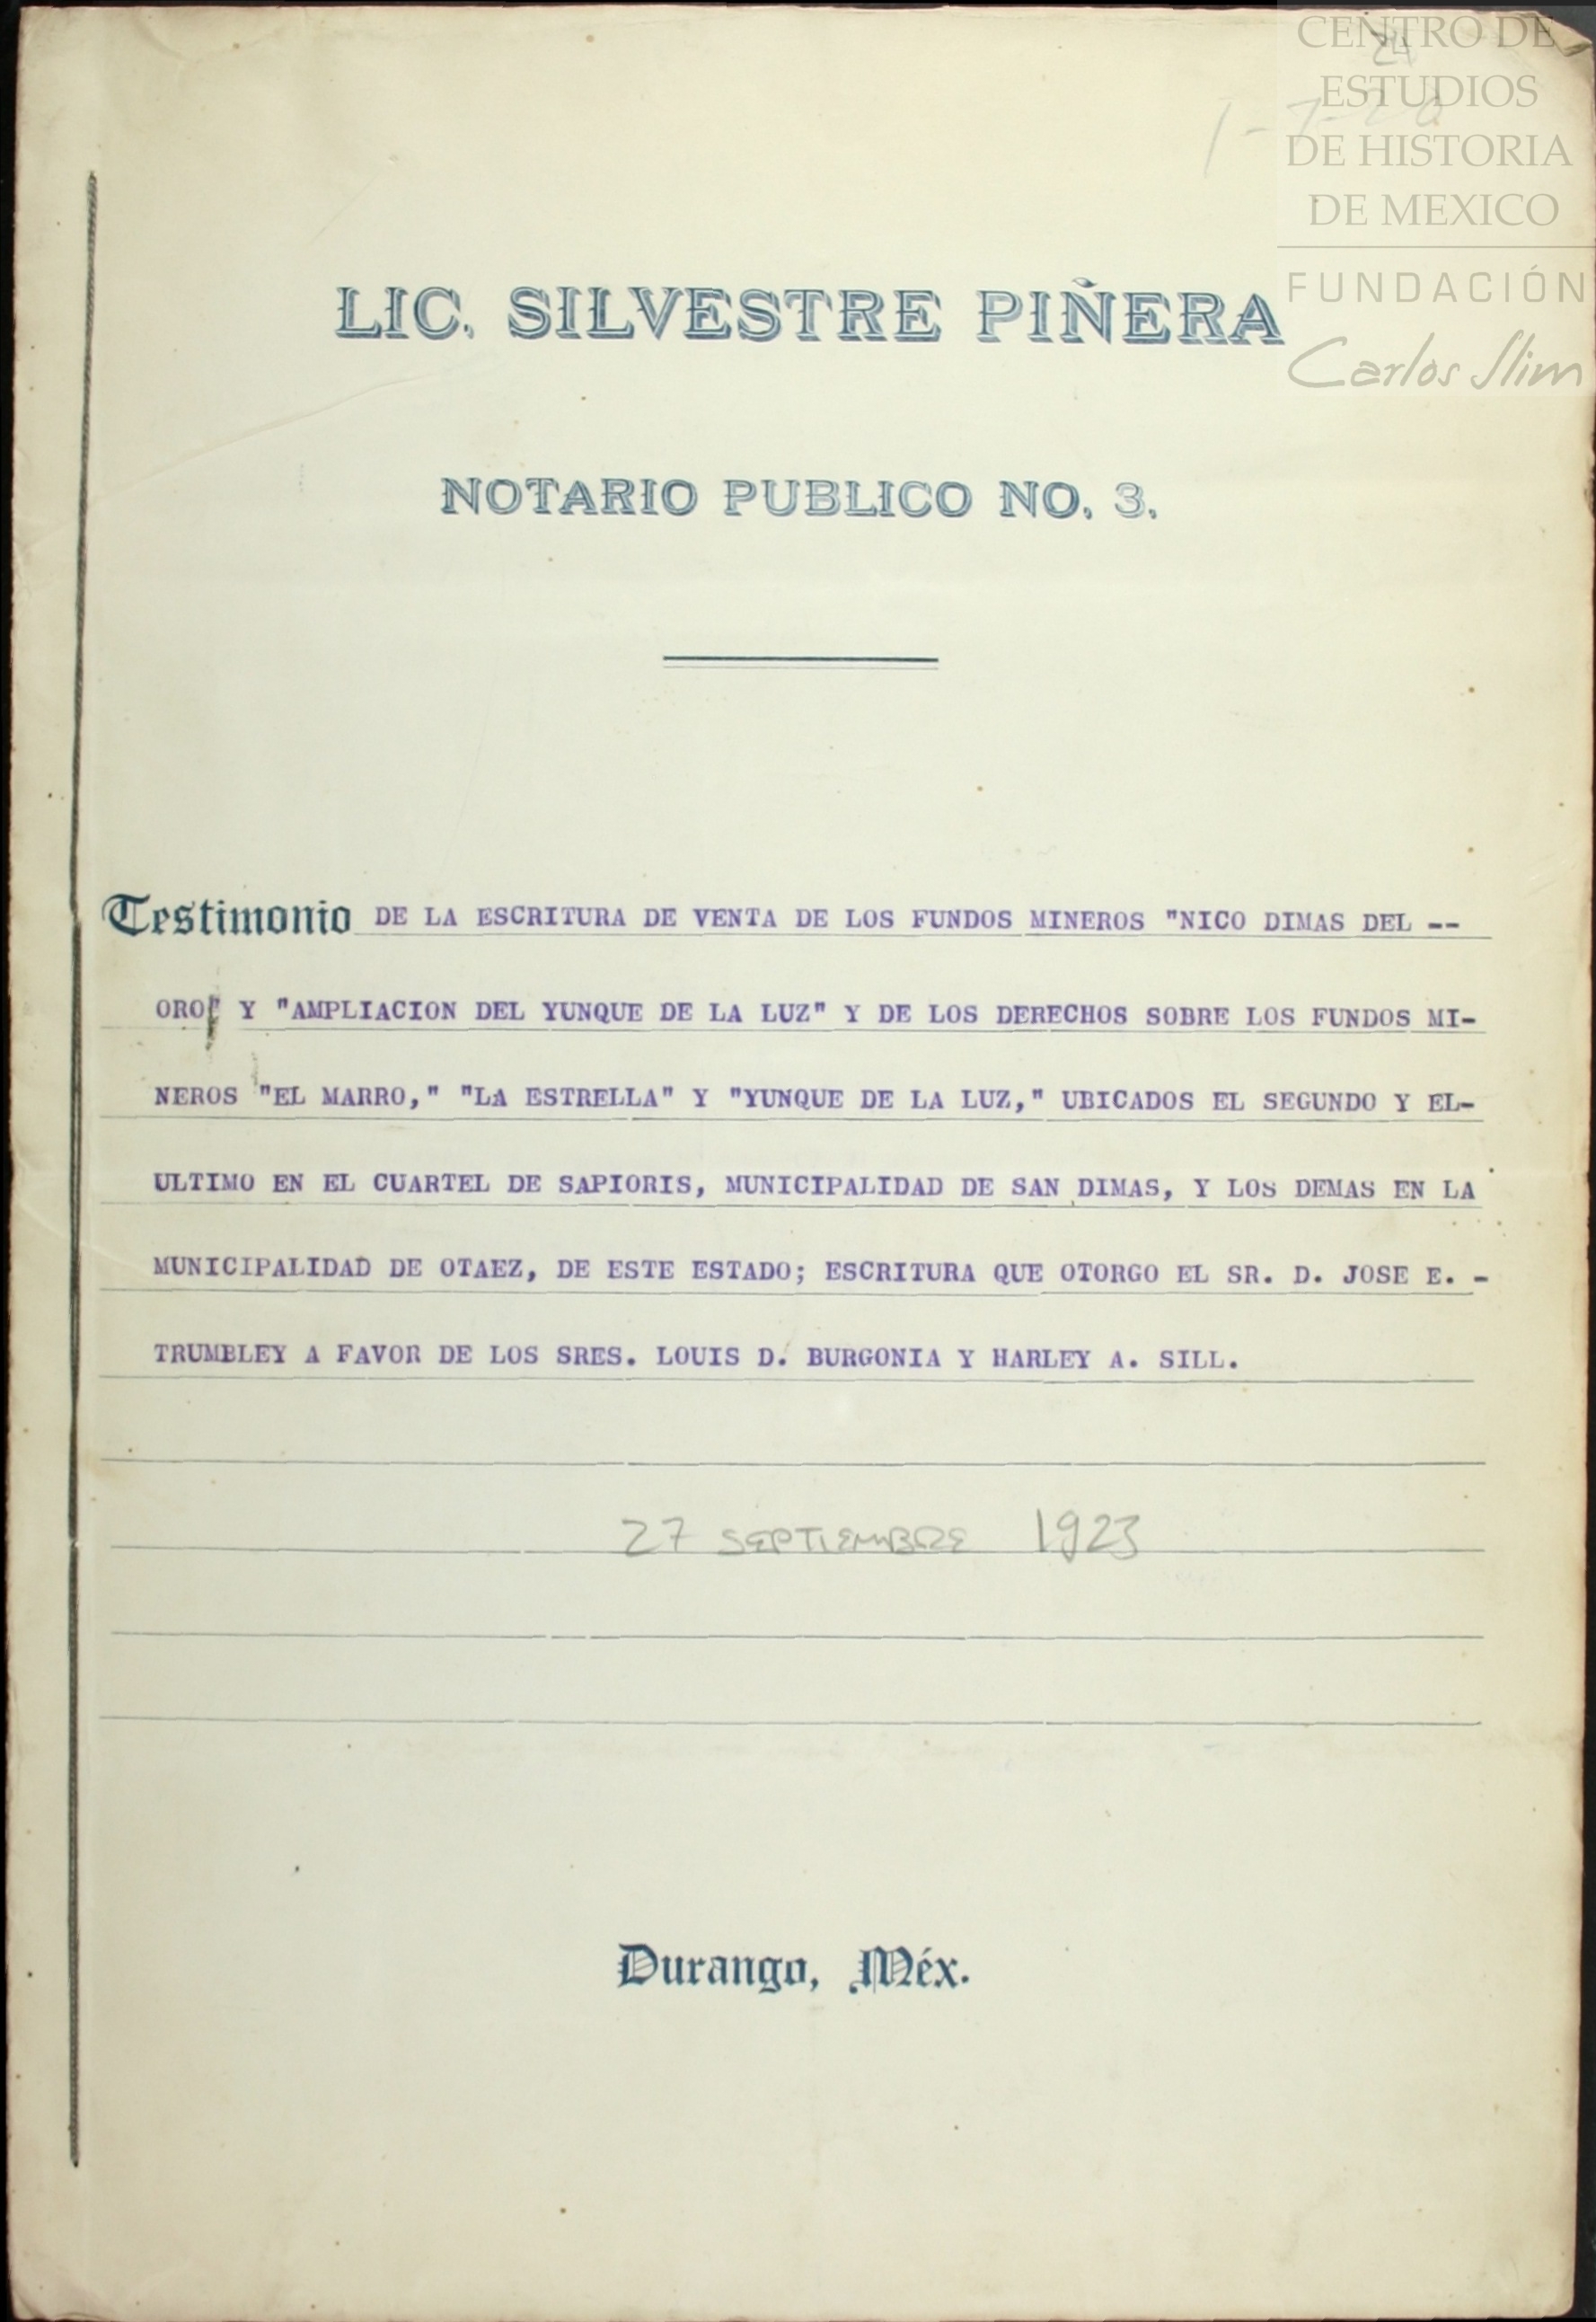 CENTRO DE
ESTUDIOS
DE HISTORIA
DE MEXICO
FUNDACIÓN
Carlos Slim
24
1-7-20
LIC. SILVESTRE PIÑERA
NOTARIO PUBLICO NO. 3.
Testimonio DE LA ESCRITURA DE VENTA DE LOS FUNDOS MINEROS "NICO DIMAS DEL --
ORO" Y "AMPLIACION DEL YUNQUE DE LA LUZ" Y DE LOS DERECHOS SOBRE LOS FUNDOS MI-
NEROS "EL MARRO," "LA ESTRELLA" Y "YUNQUE DE LA LUZ," UBICADOS EL SEGUNDO Y EL-
ULTIMO EN EL CUARTEL DE SAPIORIS, MUNICIPALIDAD DE SAN DIMAS, Y LOS DEMAS EN LA
MUNICIPALIDAD DE OTAEZ, DE ESTE ESTADO; ESCRITURA QUE OTORGO EL SR. D. JOSE E. -
TRUMBLEY A FAVOR DE LOS SRES. LOUIS D. BURGONIA Y HARLEY A. SILL.
27 SEPTIEMBRE 1923
Durango, Méx.